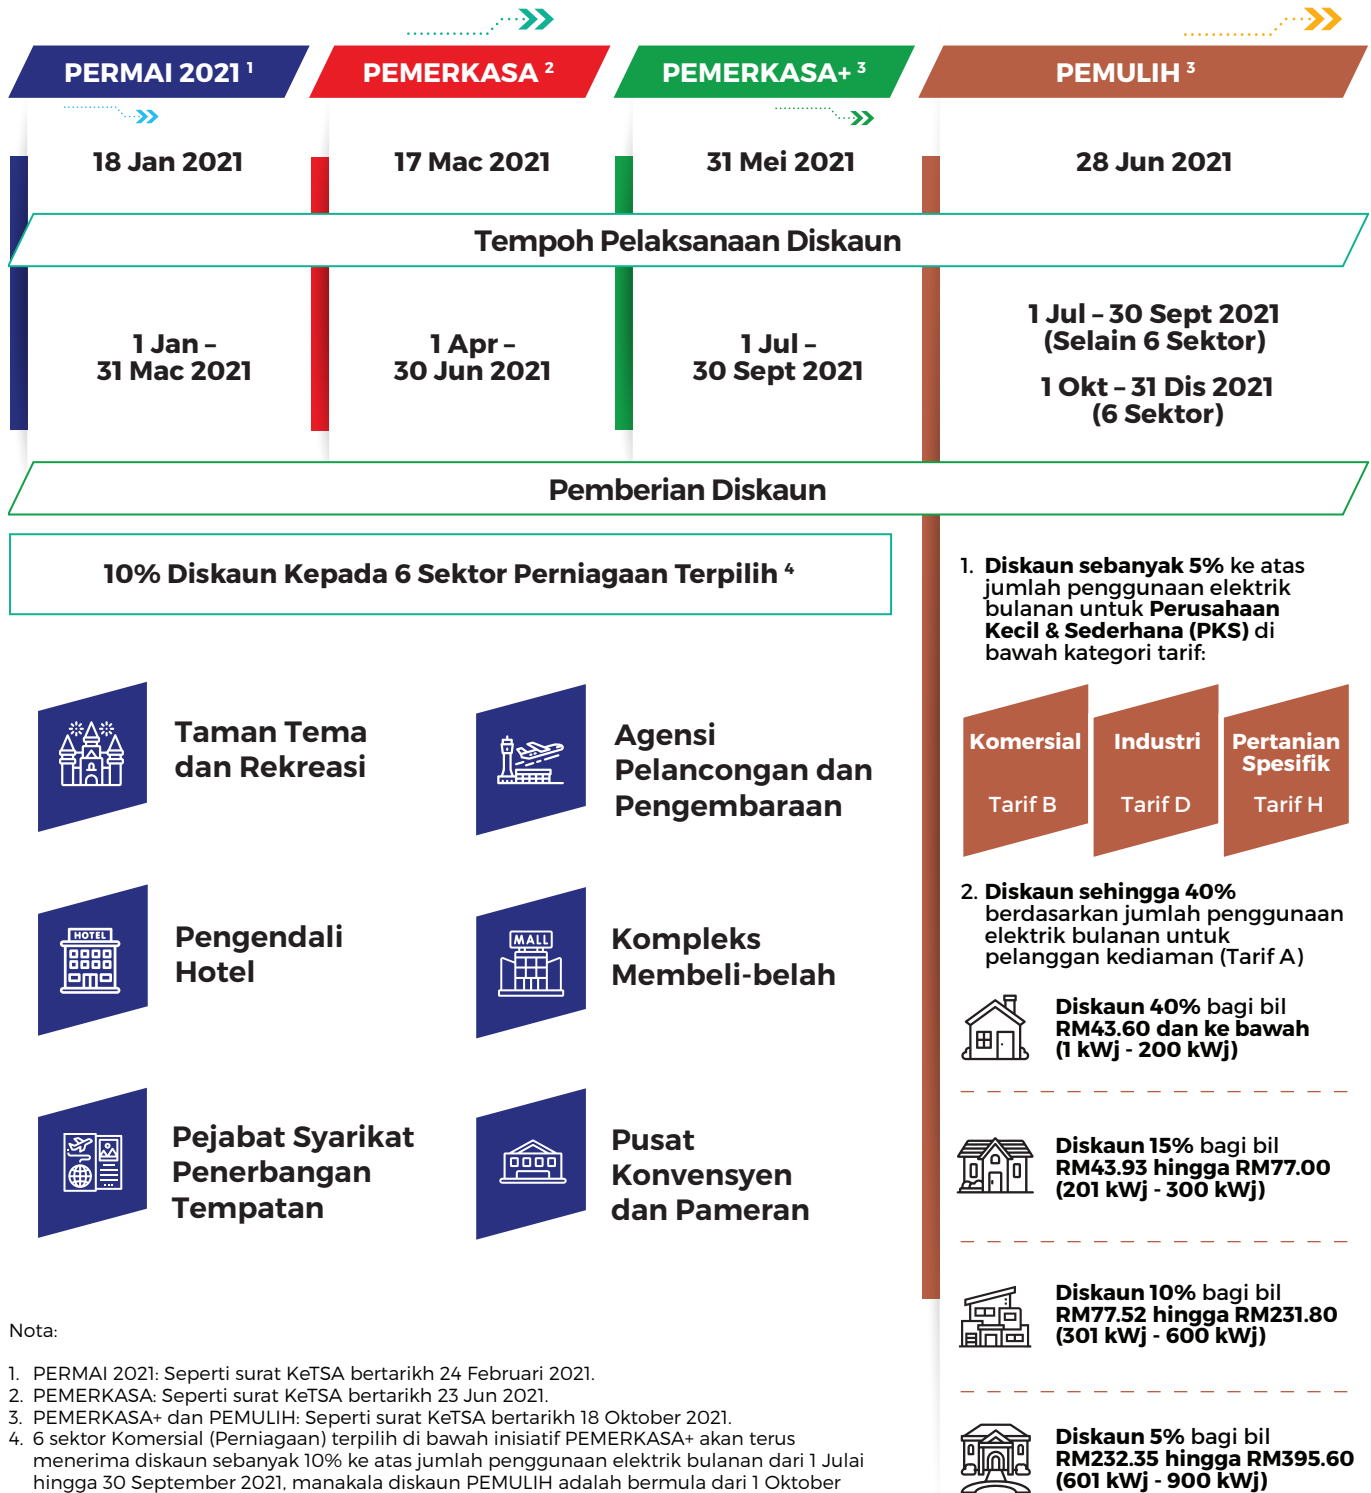 PERMAI 2021 1
PEMERKASA 2
PEMERKASA+ 3
PEMULIH 3
18 Jan 2021
17 Mac 2021
31 Mei 2021
28 Jun 2021
Tempoh Pelaksanaan Diskaun
1 Jan –
31 Mac 2021
1 Apr –
30 Jun 2021
1 Jul –
30 Sept 2021
1 Jul – 30 Sept 2021
(Selain 6 Sektor)
1 Okt – 31 Dis 2021
(6 Sektor)
Pemberian Diskaun
10% Diskaun Kepada 6 Sektor Perniagaan Terpilih 4
Taman Tema
dan Rekreasi
Agensi
Pelancongan dan
Pengembaraan
HOTEL
Pengendali
Hotel
MALL
Kompleks
Membeli-belah
Pejabat Syarikat
Penerbangan
Tempatan
Pusat
Konvensyen
dan Pameran
1. Diskaun sebanyak 5% ke atas
jumlah penggunaan elektrik
bulanan untuk Perusahaan
Kecil & Sederhana (PKS) di
bawah kategori tarif:
Komersial
Tarif B
Industri
Tarif D
Pertanian
Spesifik
Tarif H
2. Diskaun sehingga 40%
berdasarkan jumlah penggunaan
elektrik bulanan untuk
pelanggan kediaman (Tarif A)
Diskaun 40% bagi bil
RM43.60 dan ke bawah
(1 kWj - 200 kWj)
Diskaun 15% bagi bil
RM43.93 hingga RM77.00
(201 kWj - 300 kWj)
Diskaun 10% bagi bil
RM77.52 hingga RM231.80
(301 kWj - 600 kWj)
Diskaun 5% bagi bil
RM232.35 hingga RM395.60
(601 kWj - 900 kWj)
Nota:
1. PERMAI 2021: Seperti surat KeTSA bertarikh 24 Februari 2021.
2. PEMERKASA: Seperti surat KeTSA bertarikh 23 Jun 2021.
3. PEMERKASA+ dan PEMULIH: Seperti surat KeTSA bertarikh 18 Oktober 2021.
4. 6 sektor Komersial (Perniagaan) terpilih di bawah inisiatif PEMERKASA+ akan terus
menerima diskaun sebanyak 10% ke atas jumlah penggunaan elektrik bulanan dari 1 Julai
hingga 30 September 2021, manakala diskaun PEMULIH adalah bermula dari 1 Oktober